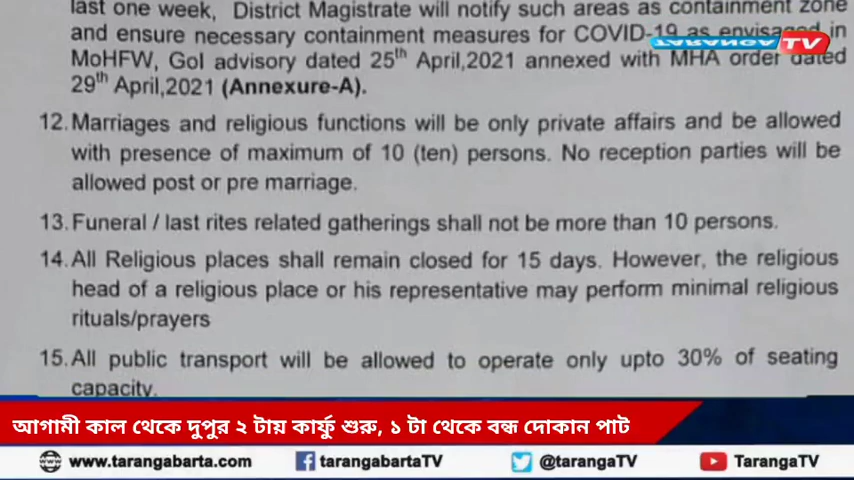 last one week, District Magistrate will notify such areas as containment zone
and ensure necessary containment measures for COVID-19 as envisaged in
MoHFW, GoI advisory dated 25th April,2021 annexed with MHA order dated
29th April,2021 (Annexure-A).
TARANGA TV
12. Marriages and religious functions will be only private affairs and be allowed
with presence of maximum of 10 (ten) persons. No reception parties will be
allowed post or pre marriage.
13. Funeral / last rites related gatherings shall not be more than 10 persons.
14. All Religious places shall remain closed for 15 days. However, the religious
head of a religious place or his representative may perform minimal religious
rituals/prayers
15. All public transport will be allowed to operate only upto 30% of seating
capacity.
আগামী কাল থেকে দুপুর ২ টায় কার্ফু শুরু, ১ টা থেকে বন্ধ দোকান পাট
www.tarangabarta.com tarangabartaTV @tarangaTV TarangaTV